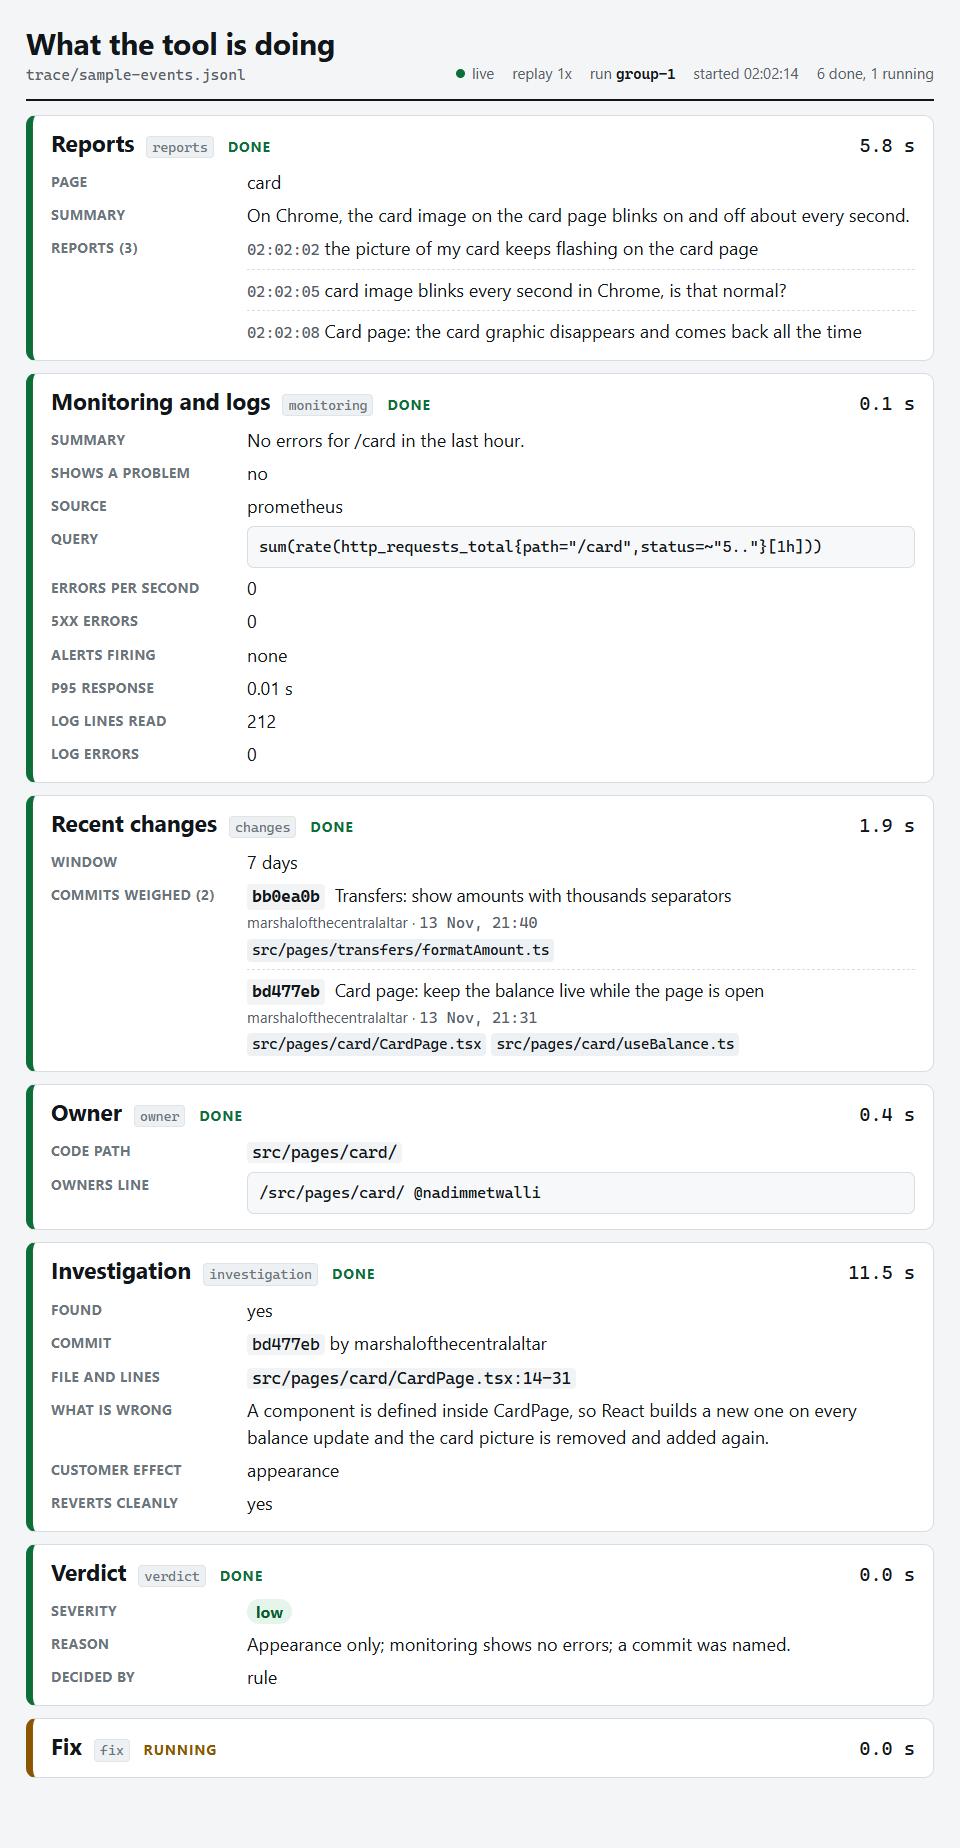 What the tool is doing
trace/sample-events.jsonl
live replay 1x run group-1 started 02:02:14 6 done, 1 running
Reports reports DONE 5.8 s
PAGE card
SUMMARY On Chrome, the card image on the card page blinks on and off about every second.
REPORTS (3) 02:02:02 the picture of my card keeps flashing on the card page
02:02:05 card image blinks every second in Chrome, is that normal?
02:02:08 Card page: the card graphic disappears and comes back all the time
Monitoring and logs monitoring DONE 0.1 s
SUMMARY No errors for /card in the last hour.
SHOWS A PROBLEM no
SOURCE prometheus
QUERY sum(rate(http_requests_total{path="/card",status=~"5.."}[1h]))
ERRORS PER SECOND 0
5XX ERRORS 0
ALERTS FIRING none
P95 RESPONSE 0.01 s
LOG LINES READ 212
LOG ERRORS 0
Recent changes changes DONE 1.9 s
WINDOW 7 days
COMMITS WEIGHED (2) bb0ea0b Transfers: show amounts with thousands separators
marshalofthecentralaltar · 13 Nov, 21:40
src/pages/transfers/formatAmount.ts
bd477eb Card page: keep the balance live while the page is open
marshalofthecentralaltar · 13 Nov, 21:31
src/pages/card/CardPage.tsx src/pages/card/useBalance.ts
Owner owner DONE 0.4 s
CODE PATH src/pages/card/
OWNERS LINE /src/pages/card/ @nadimmetwalli
Investigation investigation DONE 11.5 s
FOUND yes
COMMIT bd477eb by marshalofthecentralaltar
FILE AND LINES src/pages/card/CardPage.tsx:14–31
WHAT IS WRONG A component is defined inside CardPage, so React builds a new one on every
balance update and the card picture is removed and added again.
CUSTOMER EFFECT appearance
REVERTS CLEANLY yes
Verdict verdict DONE 0.0 s
SEVERITY low
REASON Appearance only; monitoring shows no errors; a commit was named.
DECIDED BY rule
Fix fix RUNNING 0.0 s